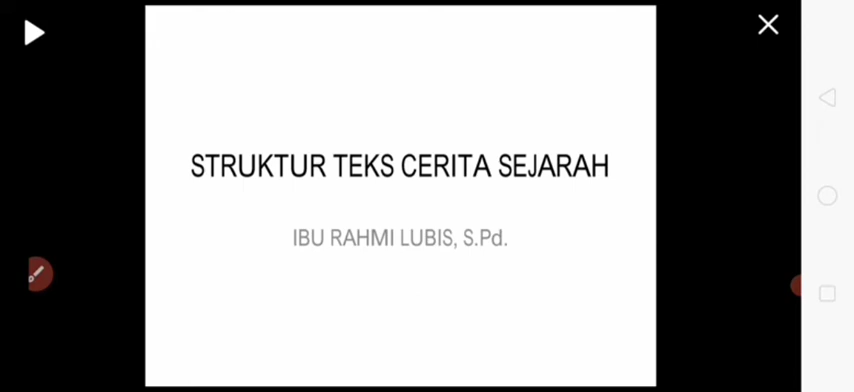 STRUKTUR TEKS CERITA SEJARAH
IBU RAHMI LUBIS, S.Pd.